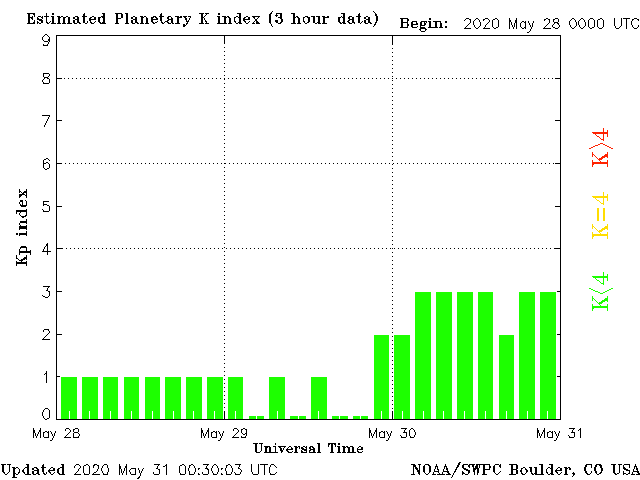 Estimated Planetary K index (3 hour data)
Begin: 2020 May 28 0000 UTC
9
8
7
6
5
4
3
2
1
0
Kp index
K>4
K=4
K<4
May 28
May 29
May 30
May 31
Universal Time
Updated 2020 May 31 00:30:03 UTC
NOAA/SWPC Boulder, CO USA